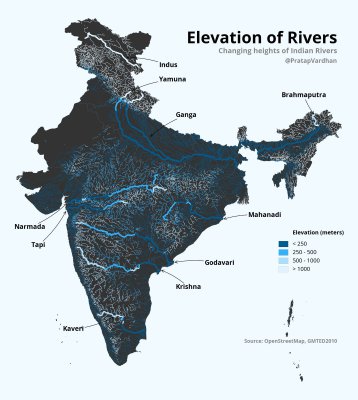 Elevation of Rivers
Changing heights of Indian Rivers
@PratapVardhan
Indus
Yamuna
Brahmaputra
Ganga
Mahanadi
Narmada
Tapi
Elevation (meters)
< 250
250 - 500
500 - 1000
> 1000
Godavari
Krishna
Kaveri
Source: OpenStreetMap, GMTED2010